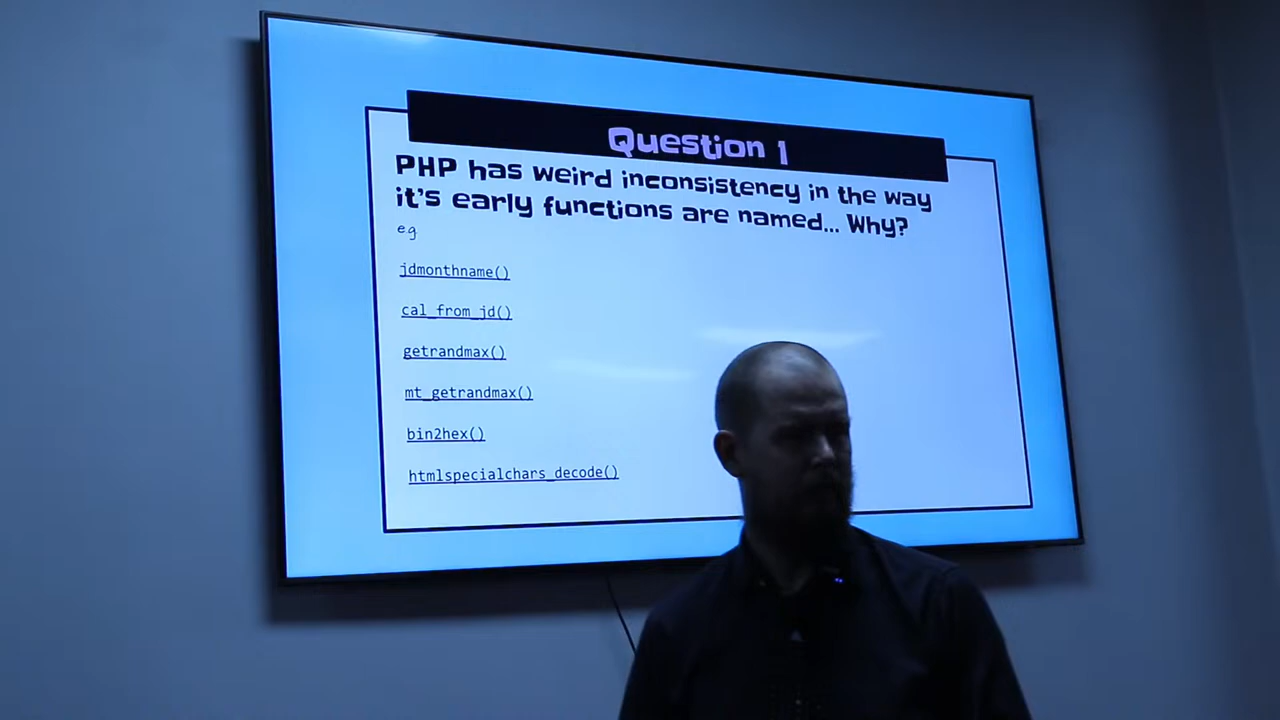 Question 1
PHP has weird inconsistency in the way
it's early functions are named... Why?
eg
jdmonthname()
cal_from_jd()
getrandmax()
mt_getrandmax()
bin2hex()
htmlspecialchars_decode()